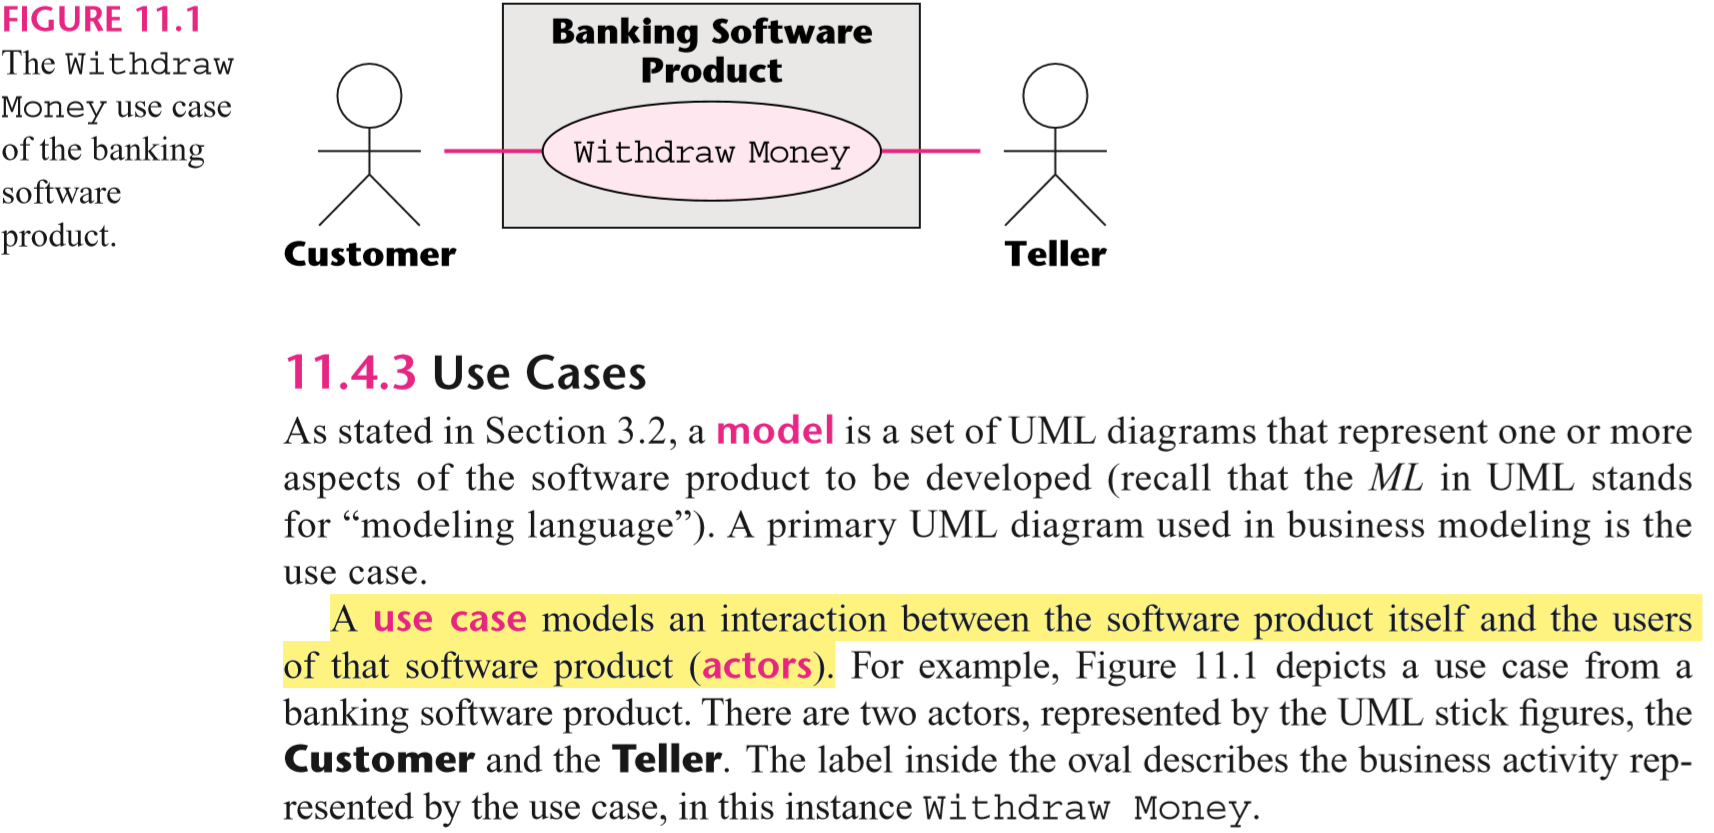 FIGURE 11.1
The Withdraw
Money use case
of the banking
software
product.
Banking Software
Product
Withdraw Money
Customer
Teller
11.4.3 Use Cases
As stated in Section 3.2, a model is a set of UML diagrams that represent one or more
aspects of the software product to be developed (recall that the ML in UML stands
for “modeling language”). A primary UML diagram used in business modeling is the
use case.
A use case models an interaction between the software product itself and the users
of that software product (actors). For example, Figure 11.1 depicts a use case from a
banking software product. There are two actors, represented by the UML stick figures, the
Customer and the Teller. The label inside the oval describes the business activity rep-
resented by the use case, in this instance Withdraw Money.